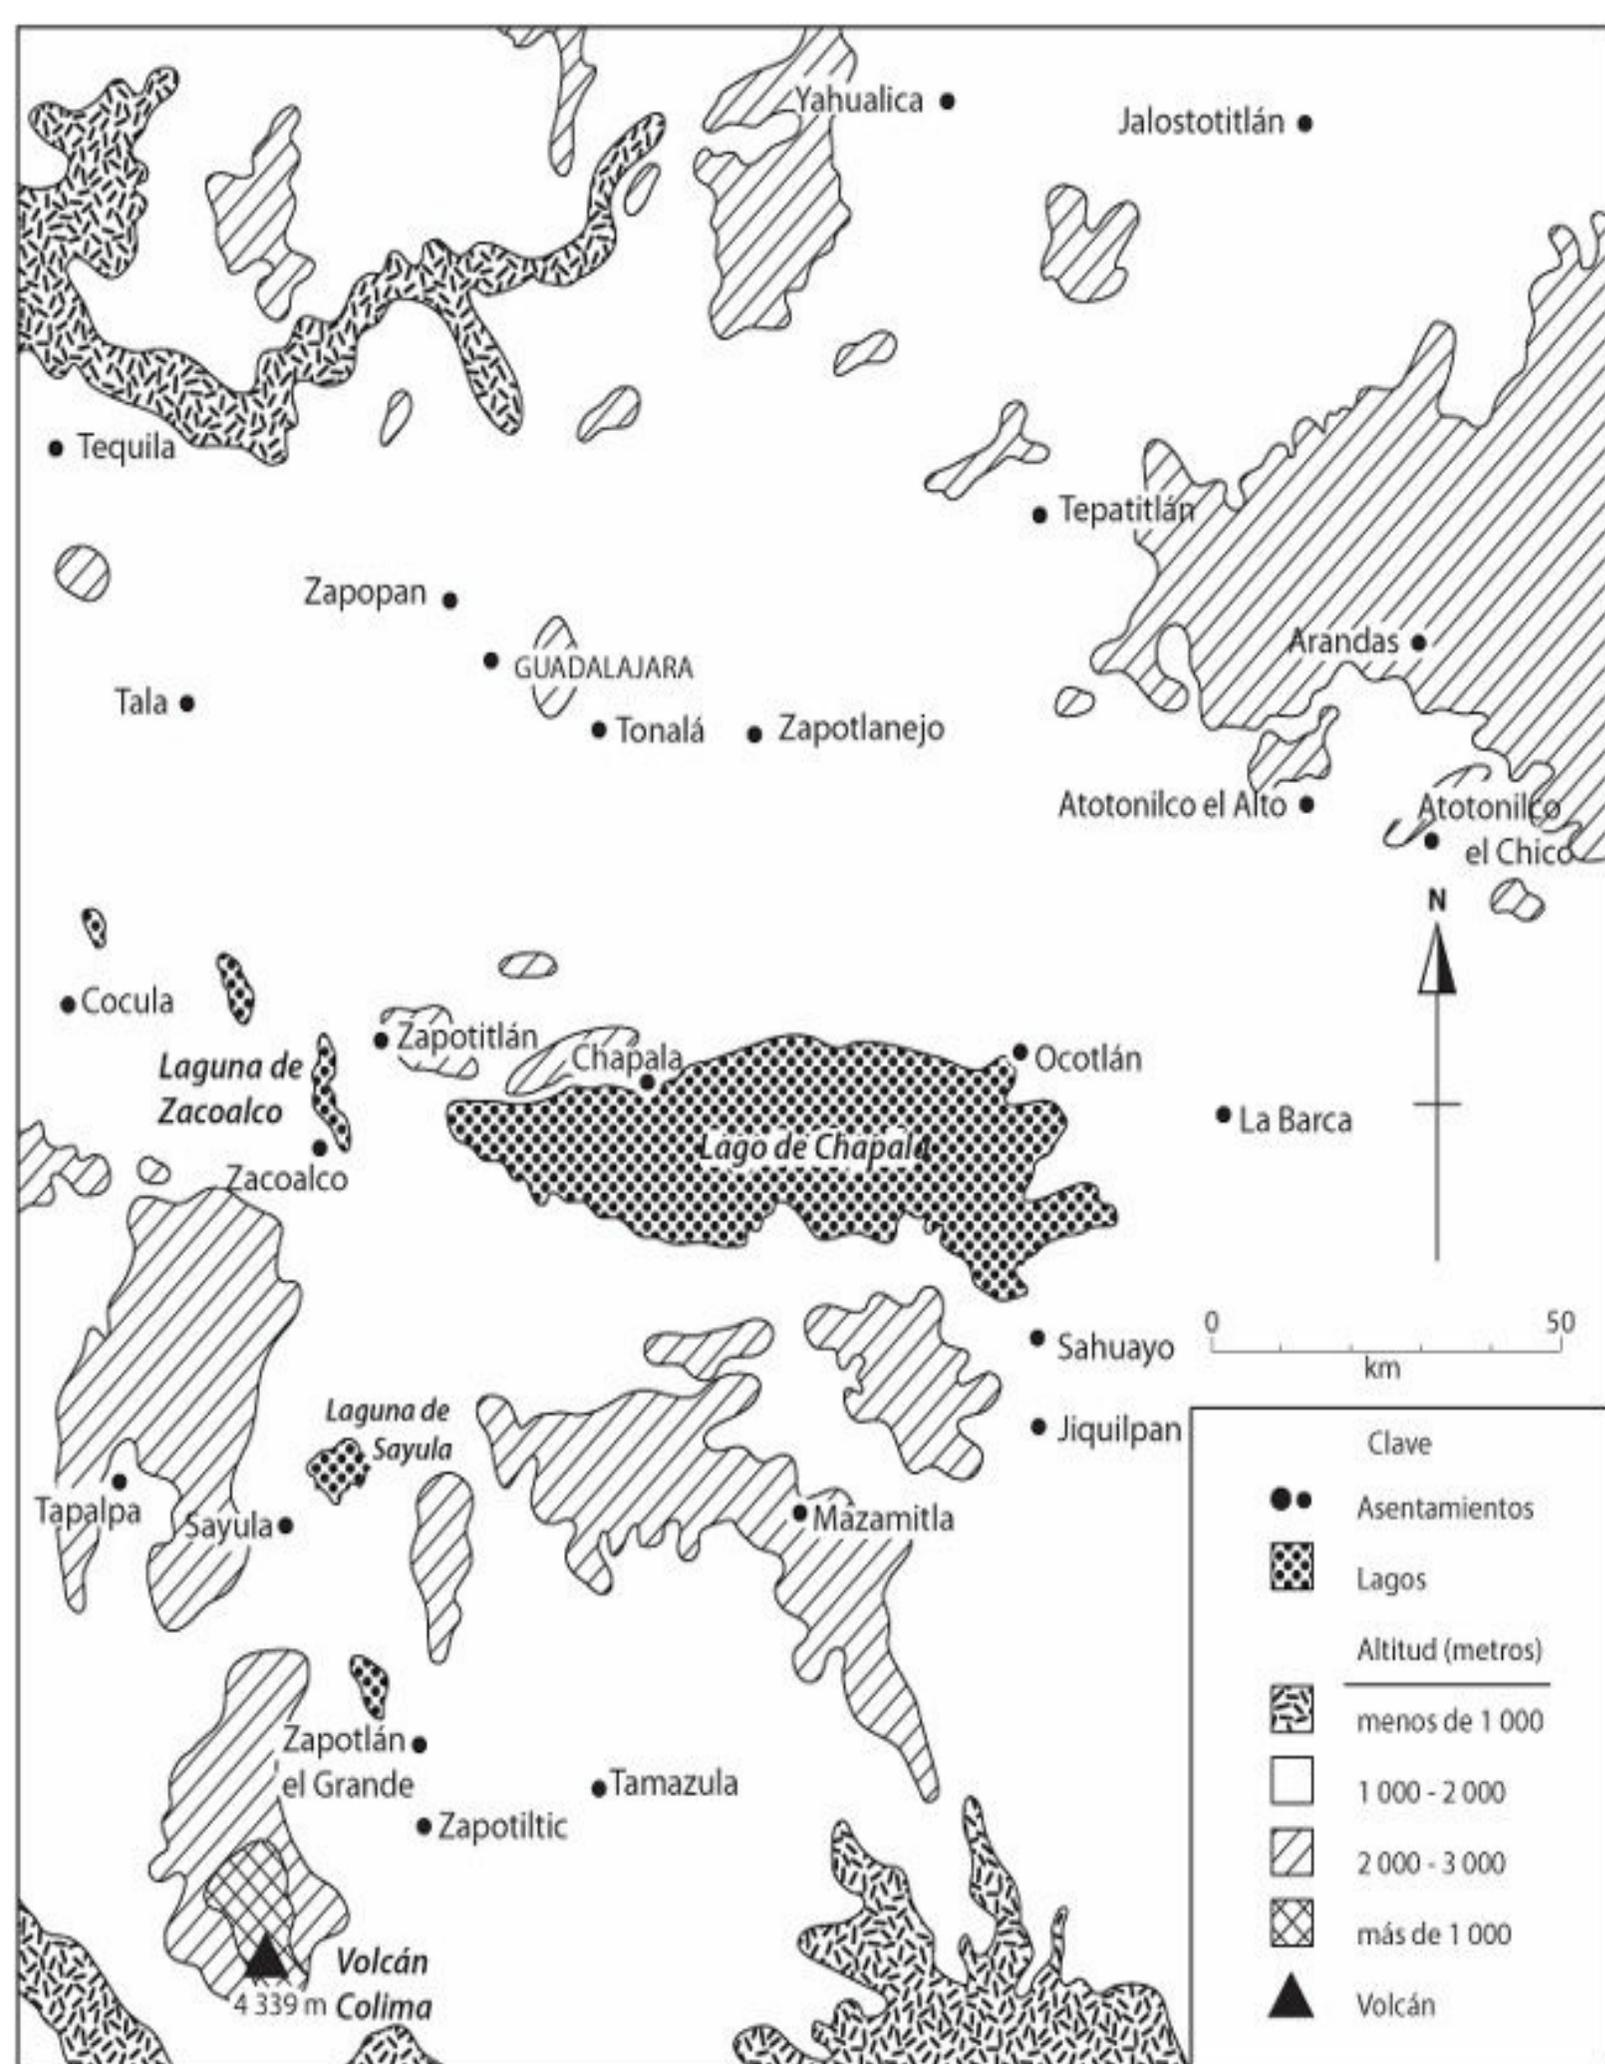 Yahualica
Jalostotitlán
Tequila
Tepatitlán
Zapopan
GUADALAJARA
Arandas
Tala
Tonalá
Zapotlanejo
Atotonilco el Alto
Atotonilco
el Chico
N
Cocula
Zapotitlán
Chapala
Ocotlán
Laguna de
Zacoalco
La Barca
Lago de Chapala
Zacoalco
0
50
km
Sahuayo
Laguna de
Sayula
Jiquilpan
Tapalpa
Sayula
Mazamitla
Zapotlán
el Grande
Tamazula
Zapotiltic
Volcán
Colima
4 339 m
Clave
Asentamientos
Lagos
Altitud (metros)
menos de 1 000
1 000 - 2 000
2 000 - 3 000
más de 1 000
Volcán